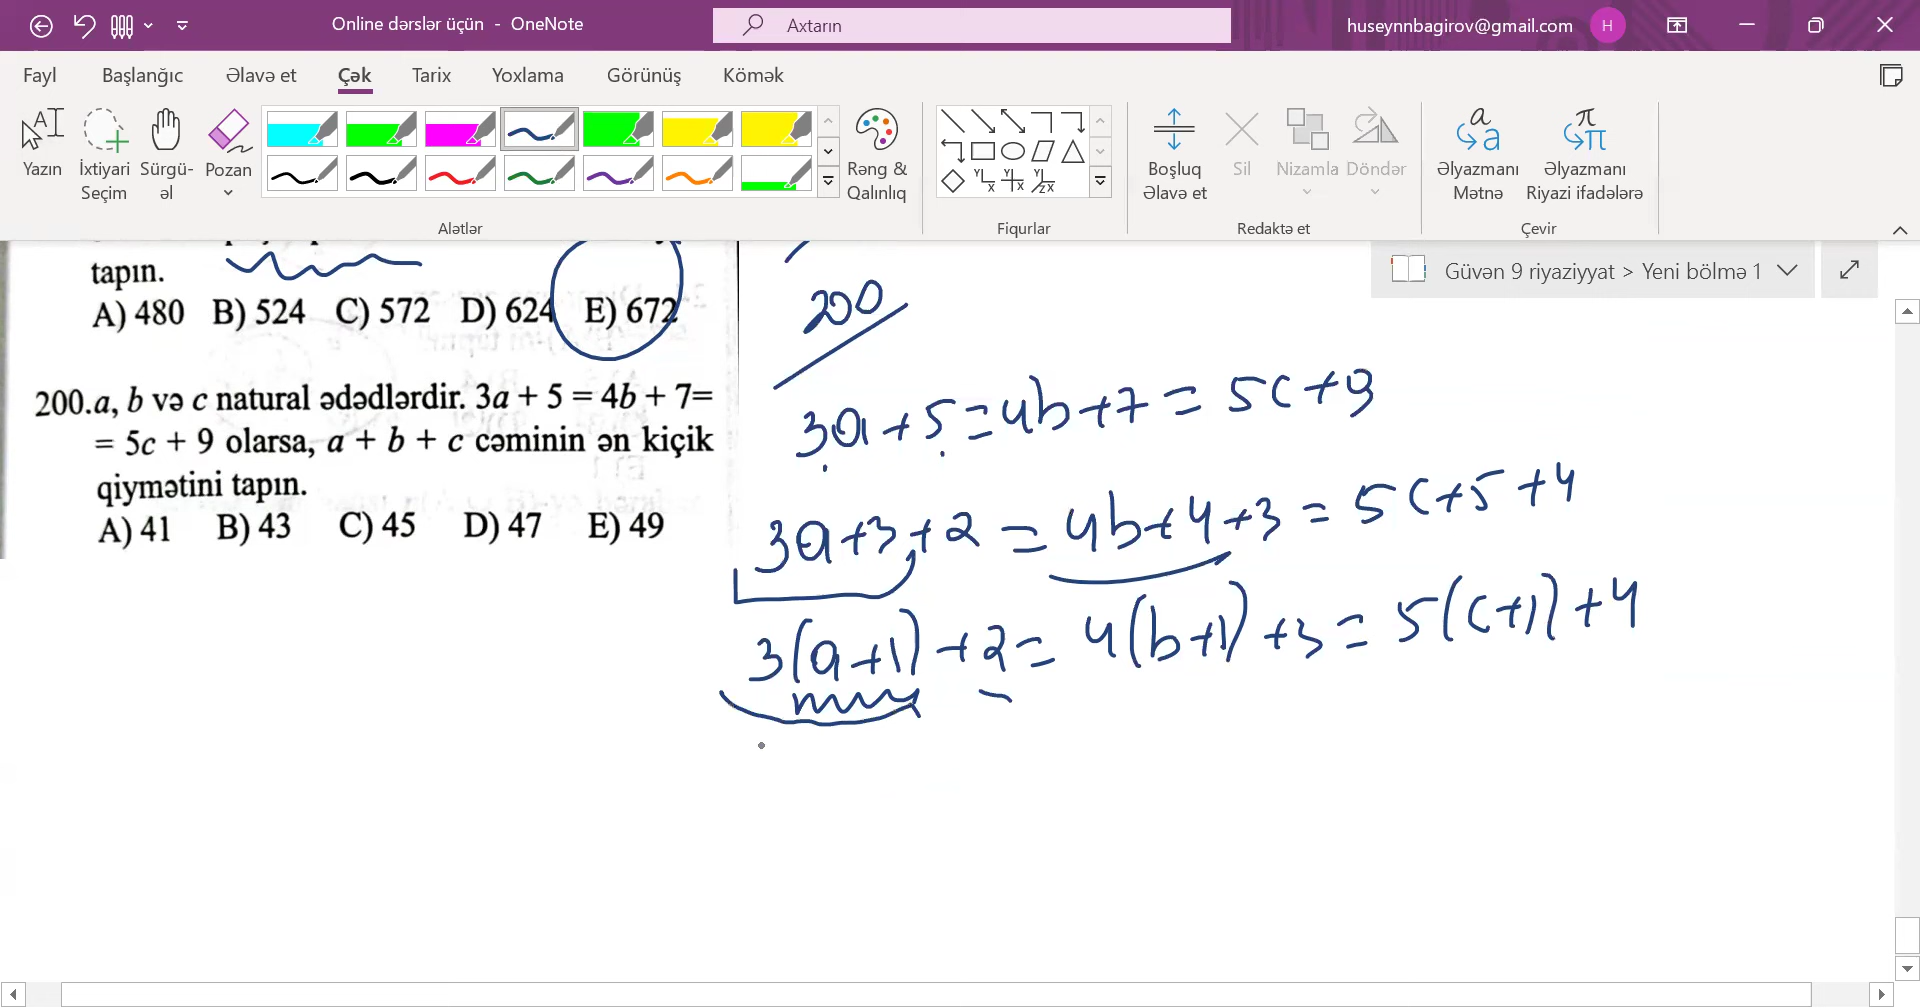 Online dərslər üçün - OneNote
Axtarın
huseynnbagirov@gmail.com
H
Fayl Başlanğıc Əlavə et Çək Tarix Yoxlama Görünüş Kömək
Yazın
İxtiyari Seçim
Sürgü-əl
Pozan
Rəng & Qalınlıq
Boşluq Əlavə et
Sil
Nizamla
Döndər
Əlyazmanı Mətnə
Əlyazmanı Riyazi ifadələrə
Alətlər
Fiqurlar
Redaktə et
Çevir
Güvən 9 riyaziyyat > Yeni bölmə 1
tapın.
A) 480 B) 524 C) 572 D) 624 E) 672
200.a, b və c natural ədədlərdir. 3a + 5 = 4b + 7=
= 5c + 9 olarsa, a + b + c cəminin ən kiçik
qiymətini tapın.
A) 41 B) 43 C) 45 D) 47 E) 49
200
3a+5=4b+7=5c+9
3a+3+2=4b+4+3=5c+5+4
3(a+1)+2=4(b+1)+3=5(c+1)+4